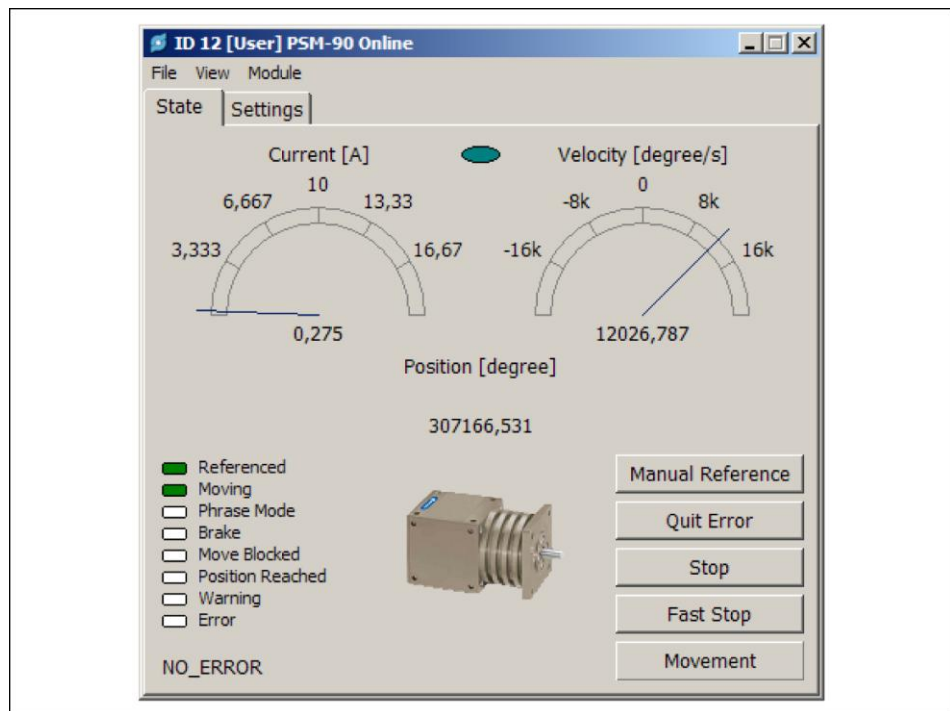 ID 12 [User] PSM-90 Online
File View Module
State Settings
Current [A] Velocity [degree/s]
10 0
6,667 13,33 -8k 8k
3,333 16,67 -16k 16k
0,275 12026,787
Position [degree]
307166,531
Referenced
Moving
Phrase Mode
Brake
Move Blocked
Position Reached
Warning
Error
NO_ERROR
Manual Reference
Quit Error
Stop
Fast Stop
Movement